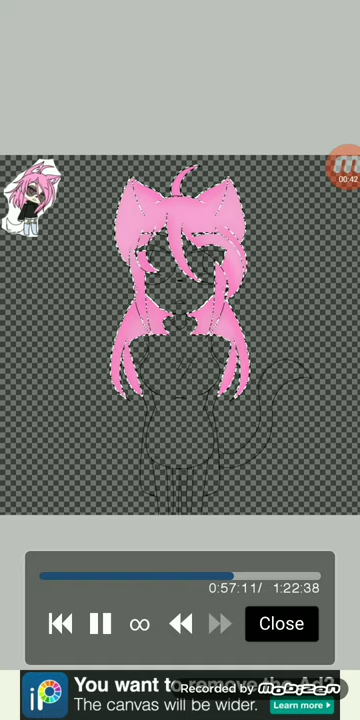 00:42
0:57:11/ 1:22:38
Close
You want to remove the Ad?
The canvas will be wider.
Learn more
Recorded by mobizen